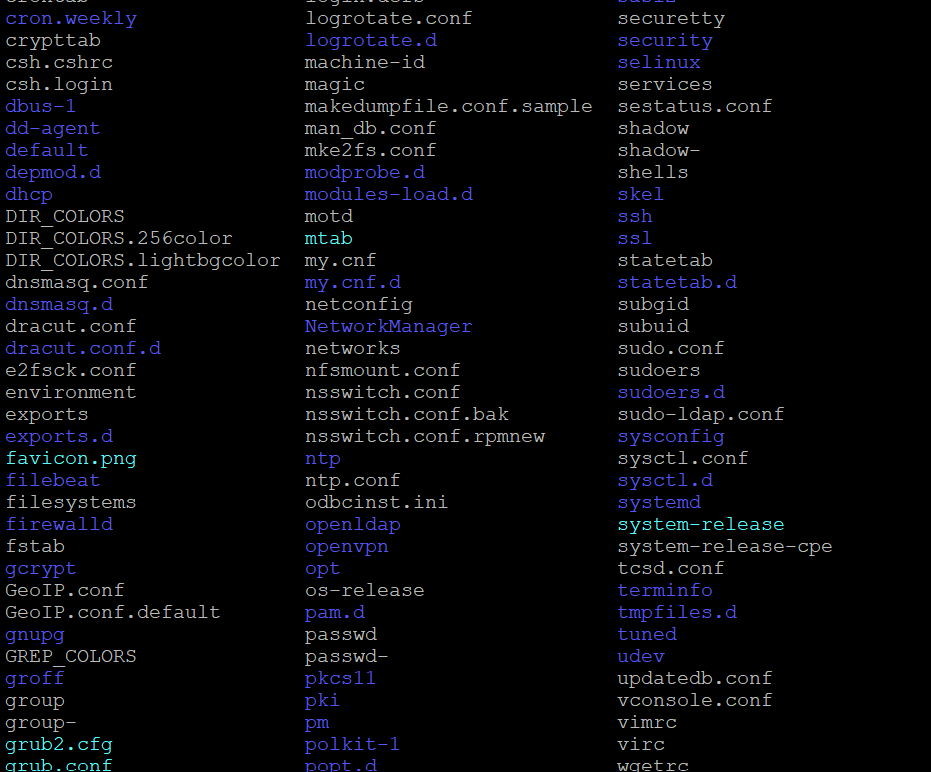 crontab login.defs sasl2
cron.weekly logrotate.conf securetty
crypttab logrotate.d security
csh.cshrc machine-id selinux
csh.login magic services
dbus-1 makedumpfile.conf.sample sestatus.conf
dd-agent man_db.conf shadow
default mke2fs.conf shadow-
depmod.d modprobe.d shells
dhcp modules-load.d skel
DIR_COLORS motd ssh
DIR_COLORS.256color mtab ssl
DIR_COLORS.lightbgcolor my.cnf statetab
dnsmasq.conf my.cnf.d statetab.d
dnsmasq.d netconfig subgid
dracut.conf NetworkManager subuid
dracut.conf.d networks sudo.conf
e2fsck.conf nfsmount.conf sudoers
environment nsswitch.conf sudoers.d
exports nsswitch.conf.bak sudo-ldap.conf
exports.d nsswitch.conf.rpmnew sysconfig
favicon.png ntp sysctl.conf
filebeat ntp.conf sysctl.d
filesystems odbcinst.ini systemd
firewalld openldap system-release
fstab openvpn system-release-cpe
gcrypt opt tcsd.conf
GeoIP.conf os-release terminfo
GeoIP.conf.default pam.d tmpfiles.d
gnupg passwd tuned
GREP_COLORS passwd- udev
groff pkcs11 updatedb.conf
group pki vconsole.conf
group- pm vimrc
grub2.cfg polkit-1 virc
grub.conf popt.d wgetrc